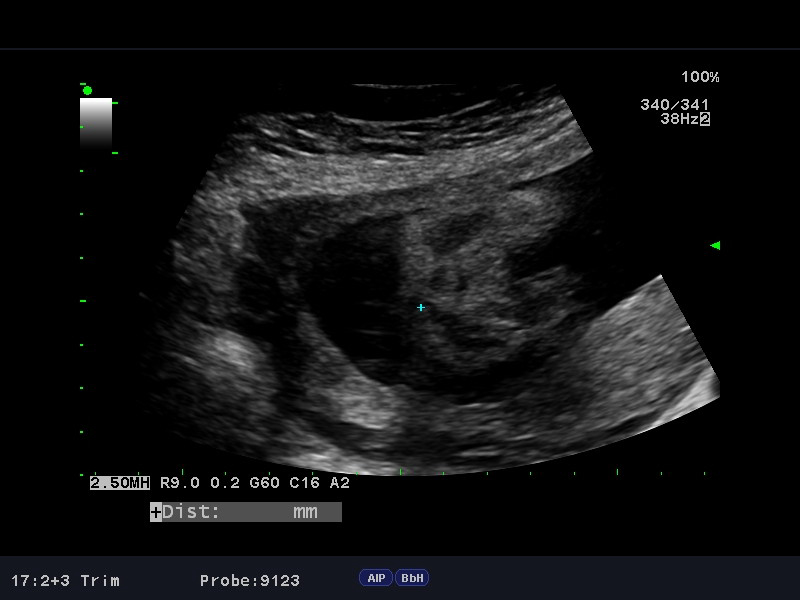 100%
340/341
38Hz2
2.50MH R9.0 0.2 G60 C16 A2
+Dist: mm
17:2+3 Trim Probe:9123 AIP BbH